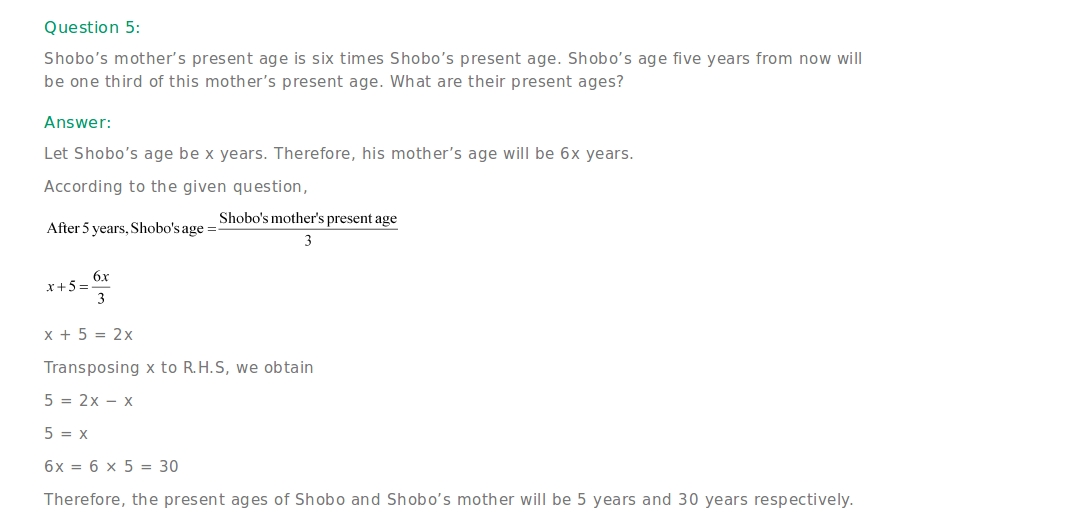 Question 5:
Shobo’s mother’s present age is six times Shobo’s present age. Shobo’s age five years from now will
be one third of this mother’s present age. What are their present ages?
Answer:
Let Shobo’s age be x years. Therefore, his mother’s age will be 6x years.
According to the given question,
After 5 years, Shobo's age = Shobo's mother's present age / 3
x + 5 = 6x / 3
x + 5 = 2x
Transposing x to R.H.S, we obtain
5 = 2x − x
5 = x
6x = 6 × 5 = 30
Therefore, the present ages of Shobo and Shobo’s mother will be 5 years and 30 years respectively.